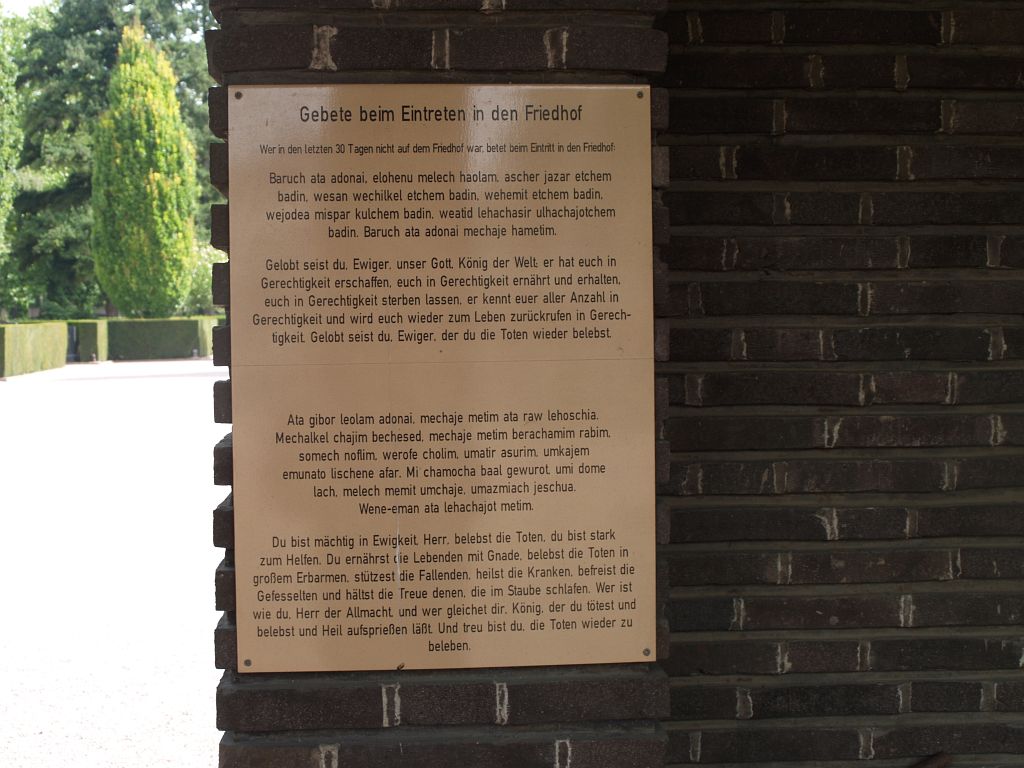 Gebete beim Eintreten in den Friedhof
Wer in den letzten 30 Tagen nicht auf dem Friedhof war, betet beim Eintritt in den Friedhof:
Baruch ata adonai, elohenu melech haolam, ascher jazar etchem
badin, wesan wechilkel etchem badin, wehemit etchem badin,
wejodea mispar kulchem badin, weatid lehachasir ulhachajotchem
badin. Baruch ata adonai mechaje hametim.
Gelobt seist du, Ewiger, unser Gott, König der Welt; er hat euch in
Gerechtigkeit erschaffen, euch in Gerechtigkeit ernährt und erhalten,
euch in Gerechtigkeit sterben lassen, er kennt euer aller Anzahl in
Gerechtigkeit und wird euch wieder zum Leben zurückrufen in Gerech-
tigkeit. Gelobt seist du, Ewiger, der du die Toten wieder belebst.
Ata gibor leolam adonai, mechaje metim ata raw lehoschia.
Mechalkel chajim bechesed, mechaje metim berachamim rabim,
somech noflim, werofe cholim, umatir asurim, umkajem
emunato lischene afar. Mi chamocha baal gewurot, umi dome
lach, melech memit umchaje, umazmiach jeschua.
Wene-eman ata lehachajot metim.
Du bist mächtig in Ewigkeit, Herr, belebst die Toten, du bist stark
zum Helfen. Du ernährst die Lebenden mit Gnade, belebst die Toten in
großem Erbarmen, stützest die Fallenden, heilst die Kranken, befreist die
Gefesselten und hältst die Treue denen, die im Staube schlafen. Wer ist
wie du, Herr der Allmacht, und wer gleichet dir, König, der du tötest und
belebst und Heil aufsprießen läßt. Und treu bist du, die Toten wieder zu
beleben.